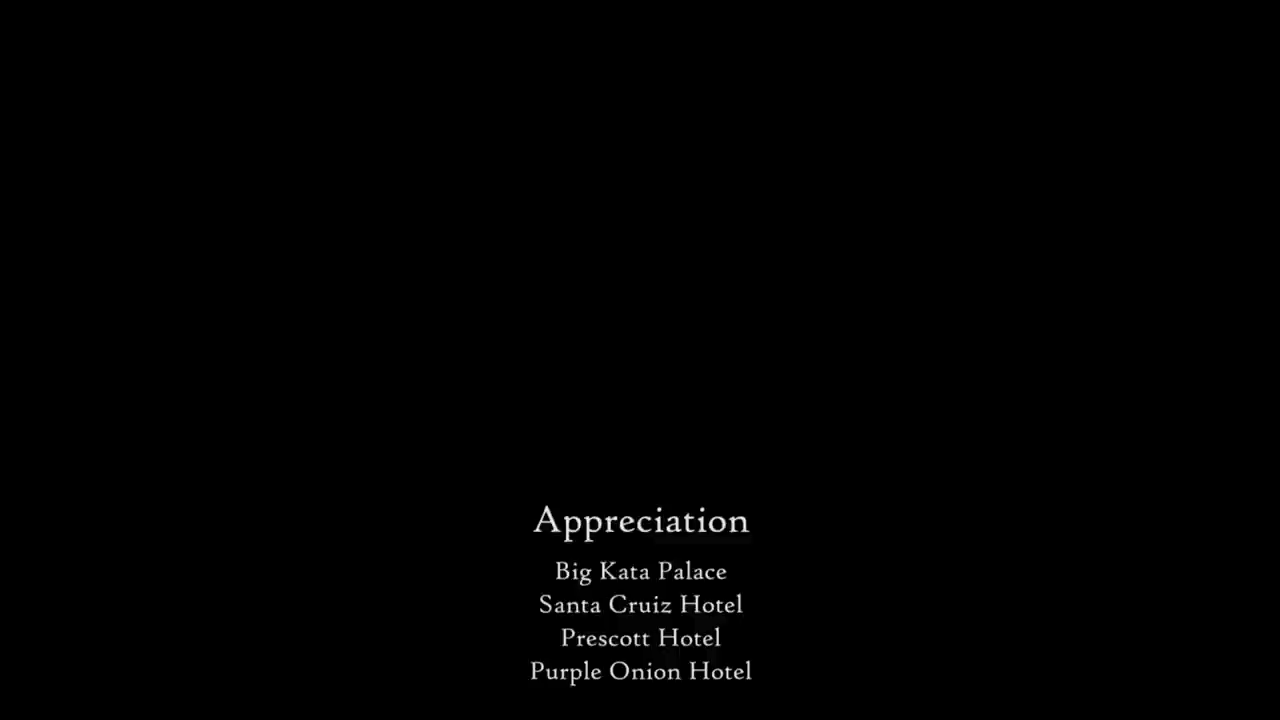 Appreciation
Big Kata Palace
Santa Cruiz Hotel
Prescott Hotel
Purple Onion Hotel